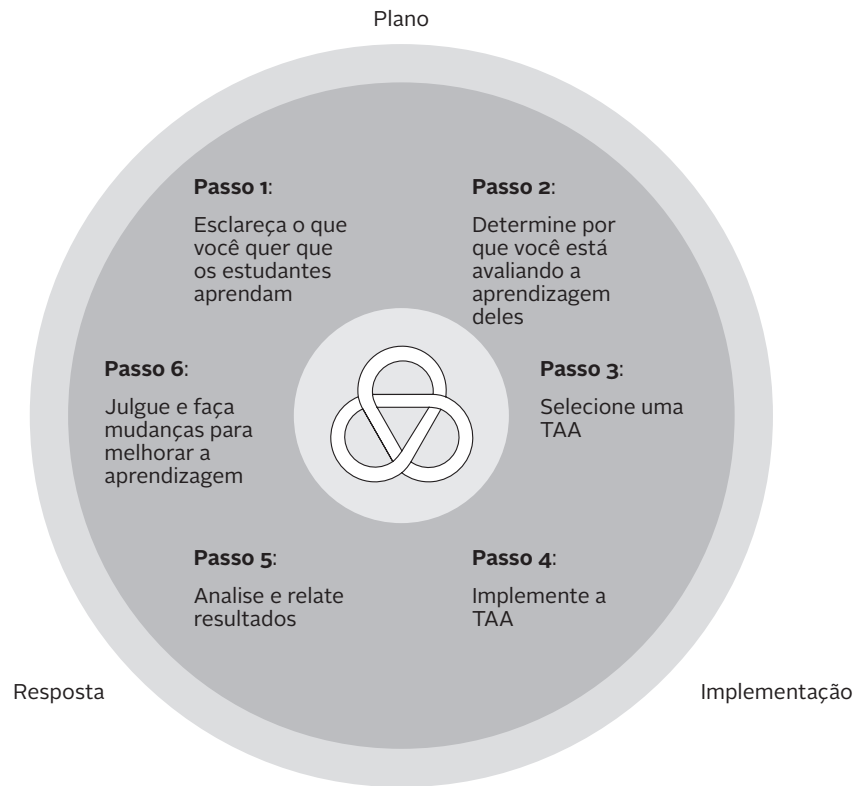 Plano
Passo 1:
Esclareça o que
você quer que
os estudantes
aprendam
Passo 2:
Determine por
que você está
avaliando a
aprendizagem
deles
Passo 3:
Selecione uma
TAA
Passo 4:
Implemente a
TAA
Passo 5:
Analise e relate
resultados
Passo 6:
Julgue e faça
mudanças para
melhorar a
aprendizagem
Resposta
Implementação